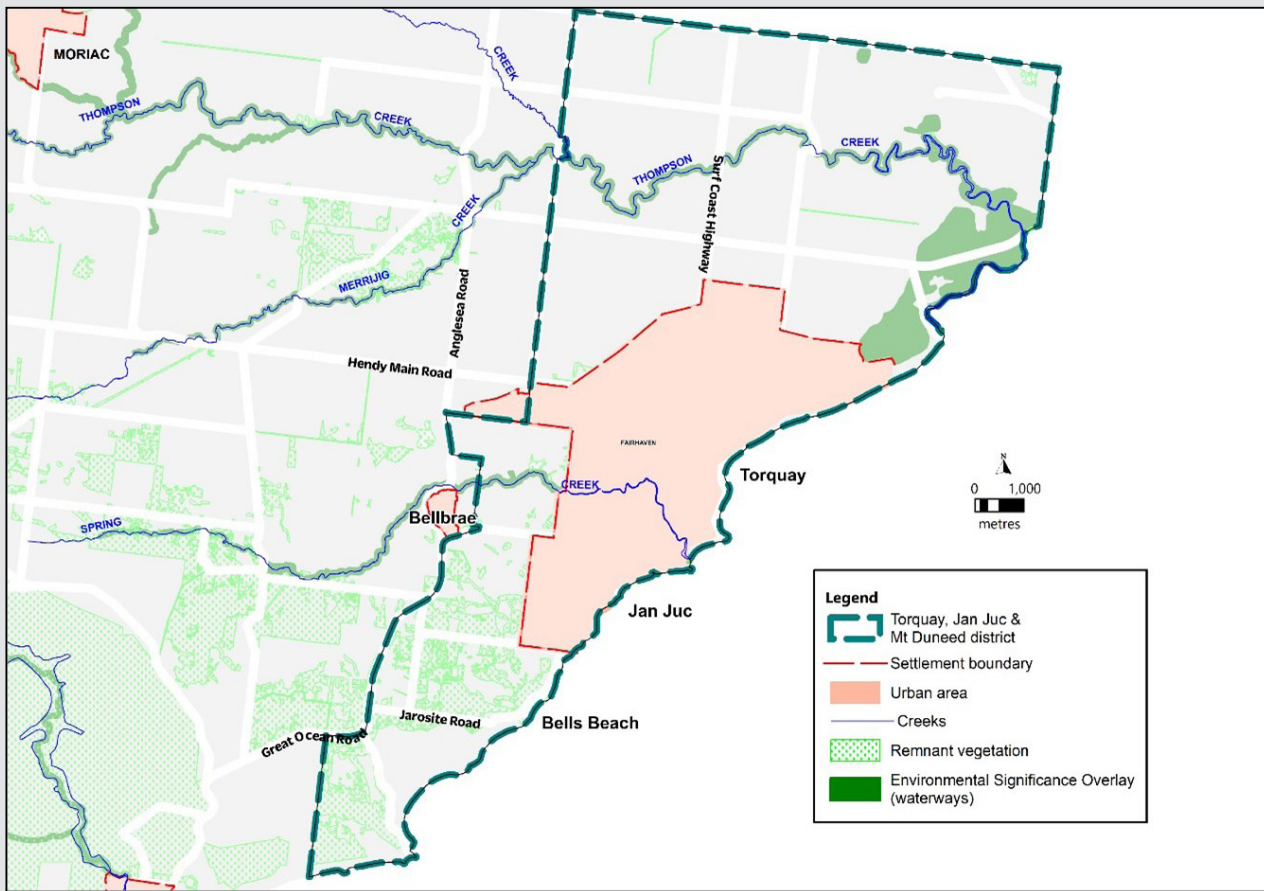 MORIAC
THOMPSON
CREEK
CREEK
THOMPSON
CREEK
Surf Coast Highway
CREEK
MERRIJIG
Anglesea Road
Hendy Main Road
FAIRHAVEN
Torquay
CREEK
Bellbrae
SPRING
Jan Juc
Bells Beach
Jarosite Road
Great Ocean Road
N
0 1,000
metres
Legend
Torquay, Jan Juc &
Mt Duneed district
Settlement boundary
Urban area
Creeks
Remnant vegetation
Environmental Significance Overlay
(waterways)